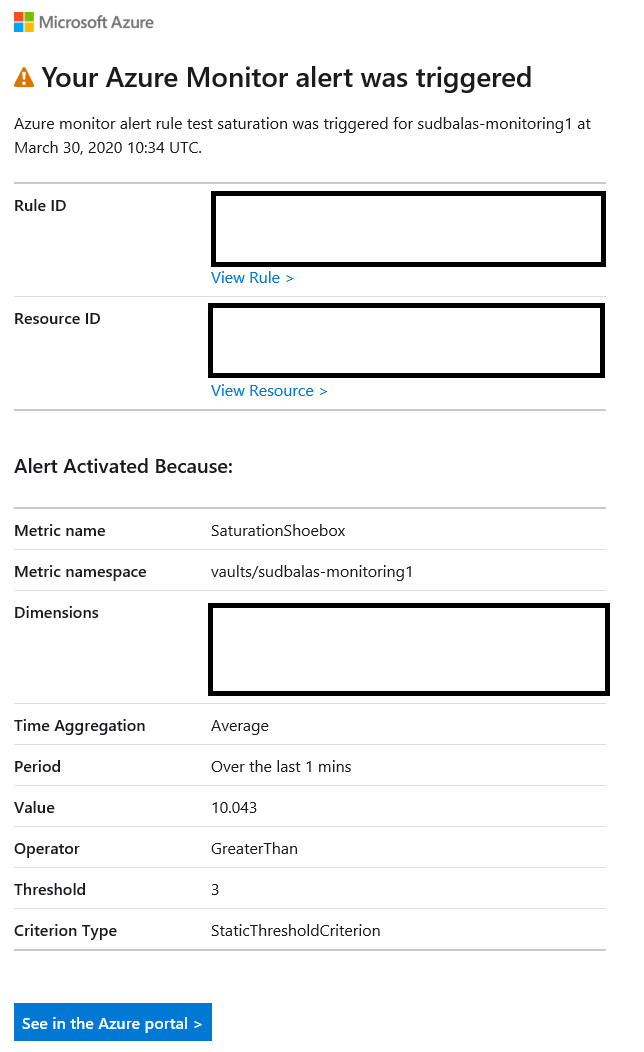 Microsoft Azure
Your Azure Monitor alert was triggered
Azure monitor alert rule test saturation was triggered for sudbalas-monitoring1 at
March 30, 2020 10:34 UTC.
Rule ID
View Rule >
Resource ID
View Resource >
Alert Activated Because:
Metric name SaturationShoebox
Metric namespace vaults/sudbalas-monitoring1
Dimensions
Time Aggregation Average
Period Over the last 1 mins
Value 10.043
Operator GreaterThan
Threshold 3
Criterion Type StaticThresholdCriterion
See in the Azure portal >